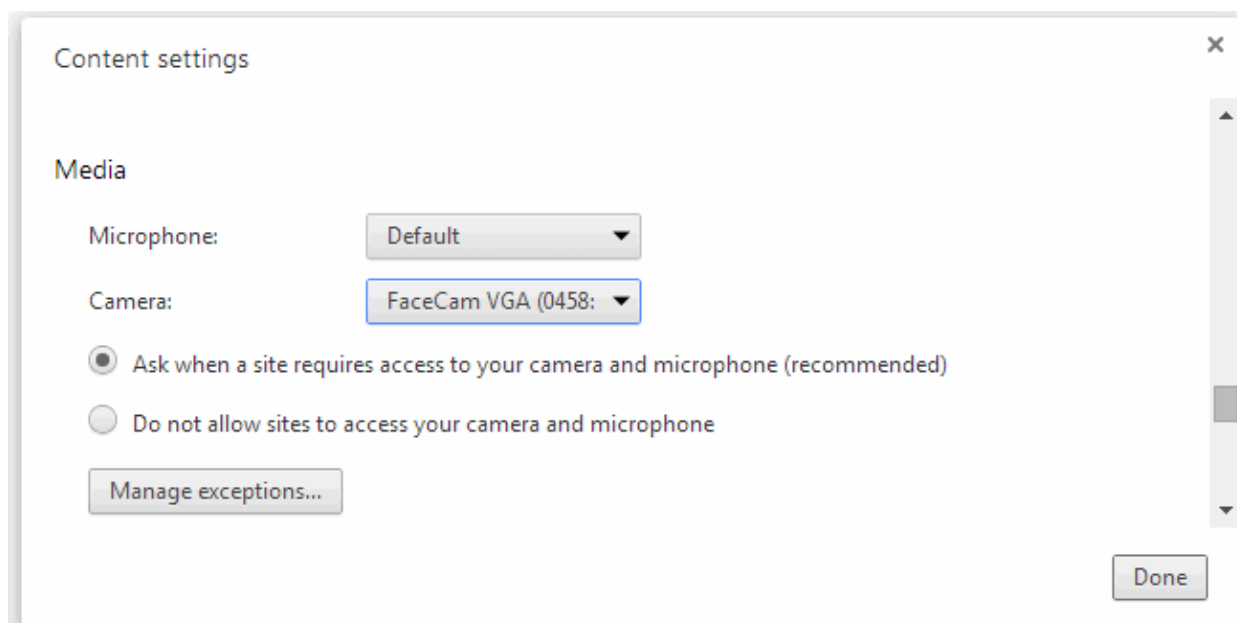 Content settings
×
Media
Microphone: Default
Camera: FaceCam VGA (0458:
Ask when a site requires access to your camera and microphone (recommended)
Do not allow sites to access your camera and microphone
Manage exceptions...
Done